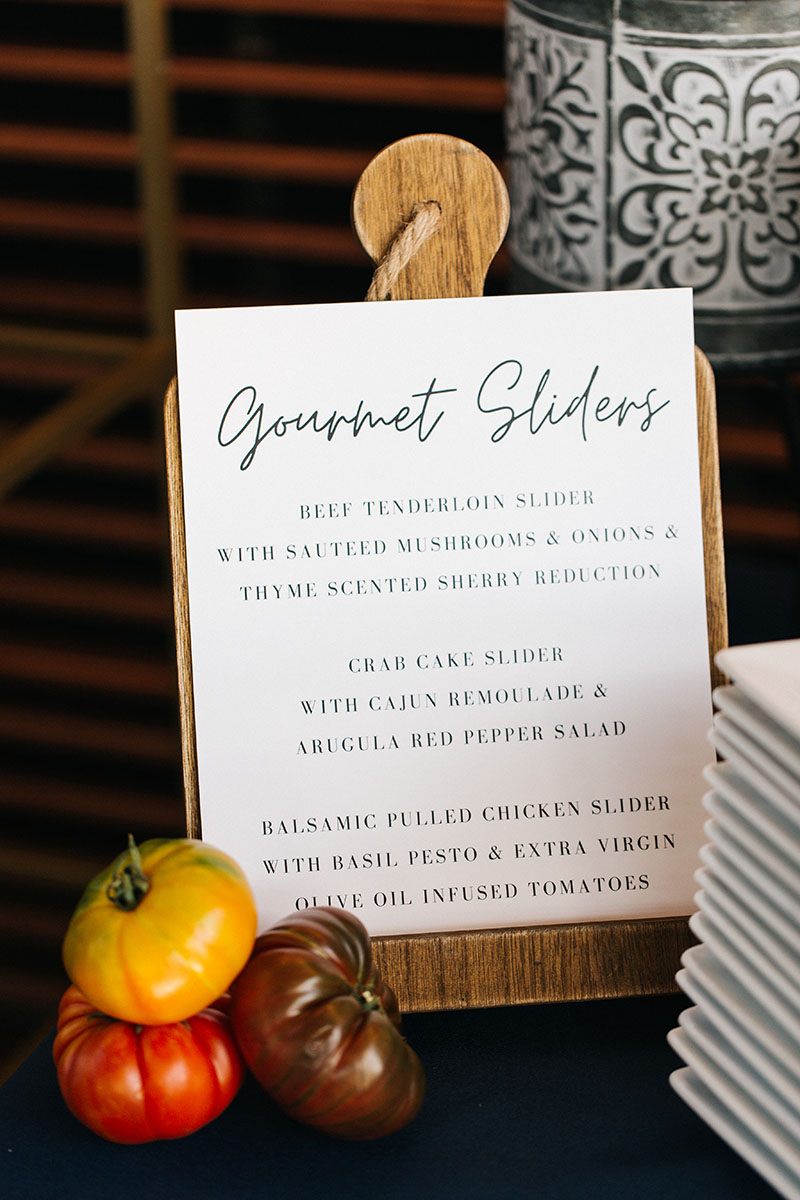 Gourmet Sliders
BEEF TENDERLOIN SLIDER
WITH SAUTEED MUSHROOMS & ONIONS &
THYME SCENTED SHERRY REDUCTION
CRAB CAKE SLIDER
WITH CAJUN REMOULADE &
ARUGULA RED PEPPER SALAD
BALSAMIC PULLED CHICKEN SLIDER
WITH BASIL PESTO & EXTRA VIRGIN
OLIVE OIL INFUSED TOMATOES